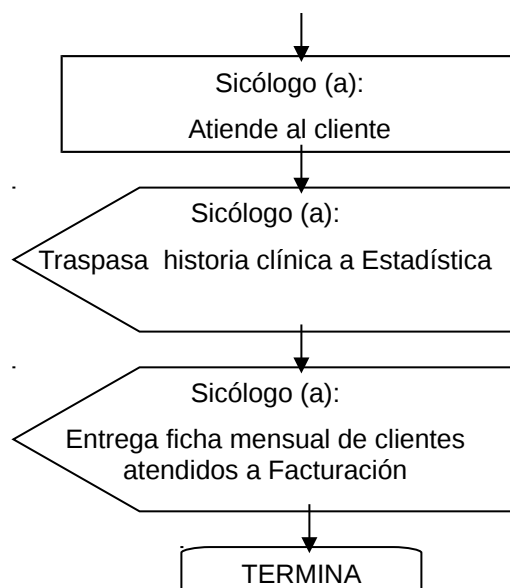 Sicólogo (a):
Atiende al cliente
Sicólogo (a):
Traspasa historia clínica a Estadística
Sicólogo (a):
Entrega ficha mensual de clientes
atendidos a Facturación
TERMINA